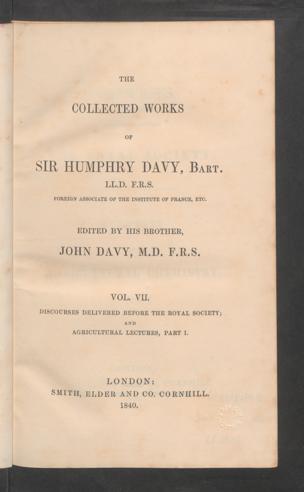 THE
COLLECTED WORKS
OF
SIR HUMPHRY DAVY, BART.
LL.D. F.R.S.
FOREIGN ASSOCIATE OF THE INSTITUTE OF FRANCE, ETC.
EDITED BY HIS BROTHER,
JOHN DAVY, M.D. F.R.S.
VOL. VII.
DISCOURSES DELIVERED BEFORE THE ROYAL SOCIETY;
AND
AGRICULTURAL LECTURES, PART I.
LONDON:
SMITH, ELDER AND CO. CORNHILL.
1840.